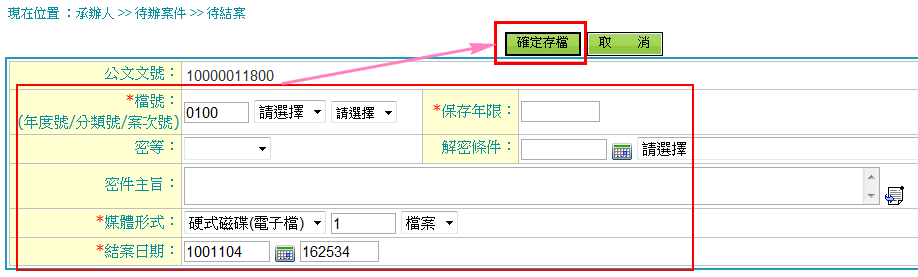 現在位置：承辦人 >> 待辦案件 >> 待結案
確定存檔 取 消
公文文號： 10000011800
*檔號： 0100 請選擇 請選擇 *保存年限：
(年度號/分類號/案次號)
密等： 解密條件： 請選擇
密件主旨：
*媒體形式： 硬式磁碟(電子檔) 1 檔案
*結案日期： 1001104 162534